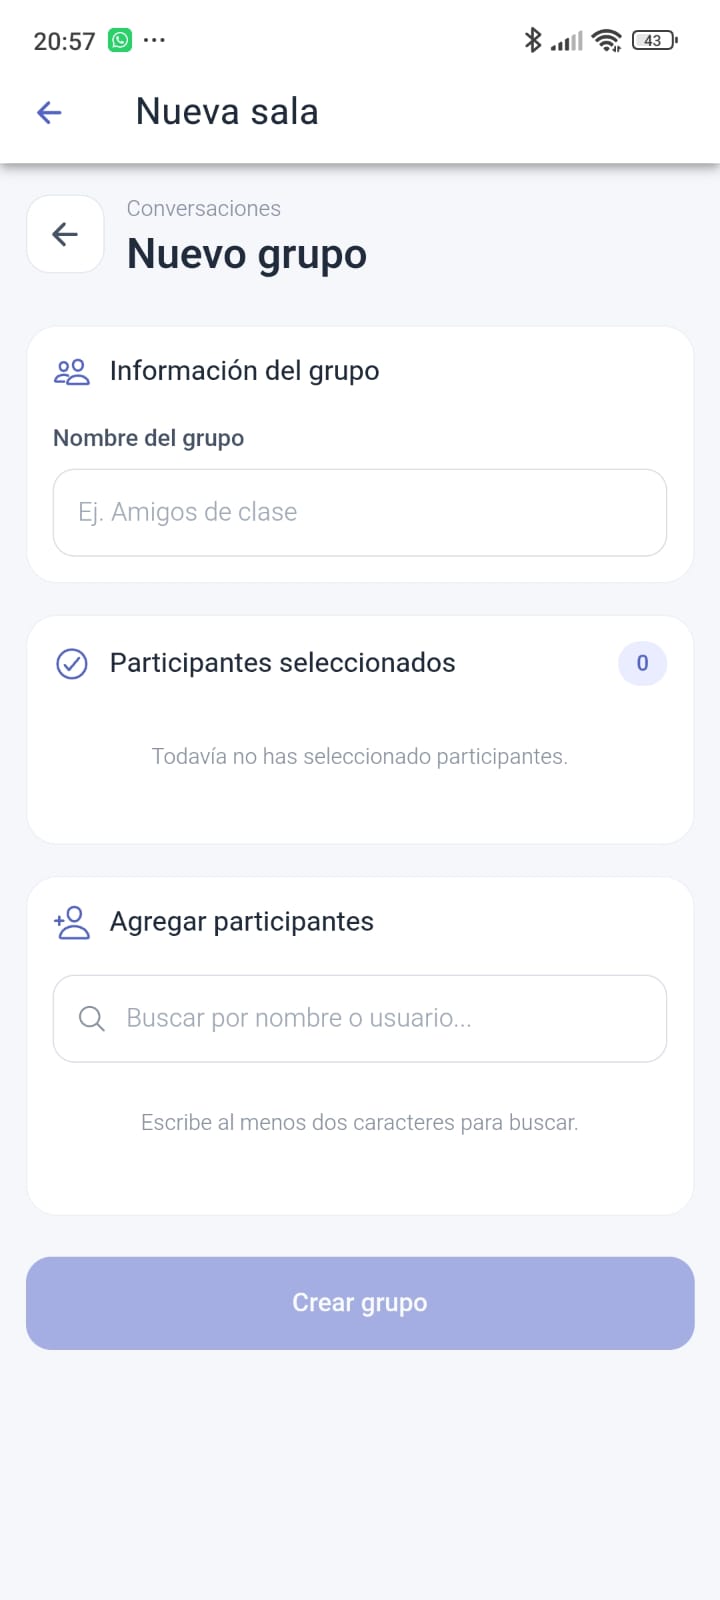 20:57
43
Nueva sala
Conversaciones
Nuevo grupo
Información del grupo
Nombre del grupo
Ej. Amigos de clase
Participantes seleccionados
0
Todavía no has seleccionado participantes.
Agregar participantes
Buscar por nombre o usuario...
Escribe al menos dos caracteres para buscar.
Crear grupo